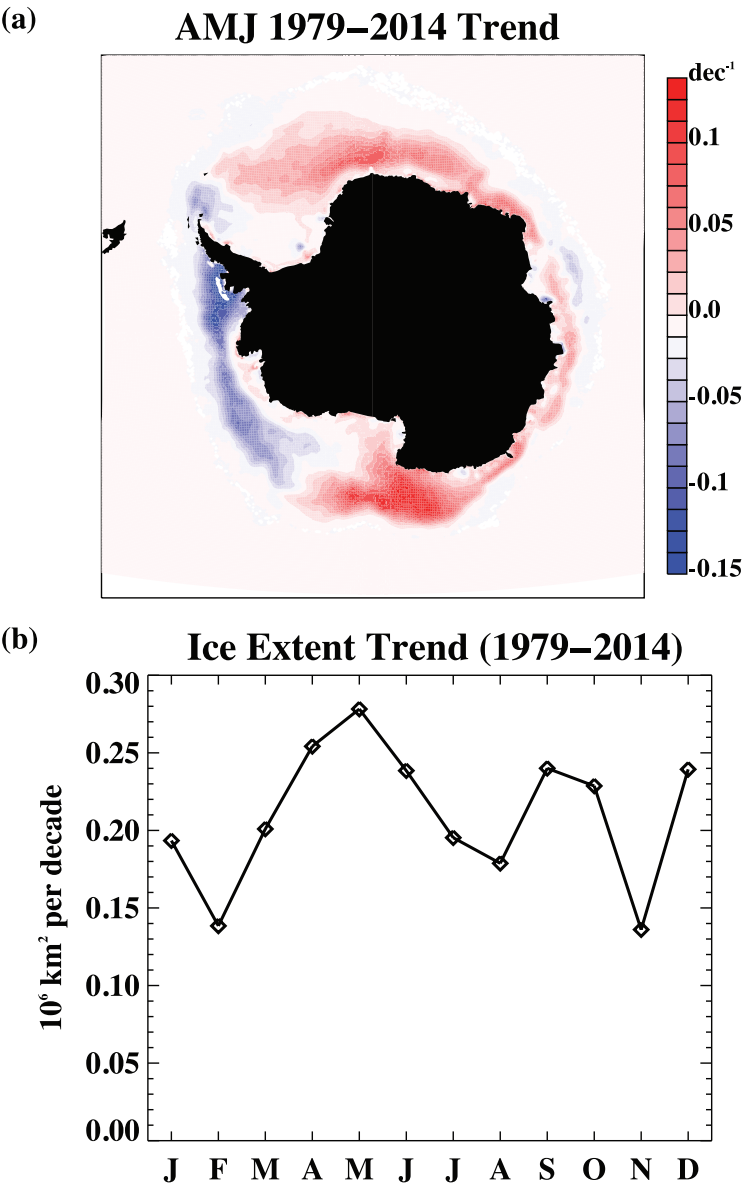 (a)
AMJ 1979–2014 Trend
dec⁻¹
0.1
0.05
0.0
-0.05
-0.1
-0.15
(b)
Ice Extent Trend (1979–2014)
10⁶ km² per decade
0.30
0.25
0.20
0.15
0.10
0.05
0.00
J F M A M J J A S O N D